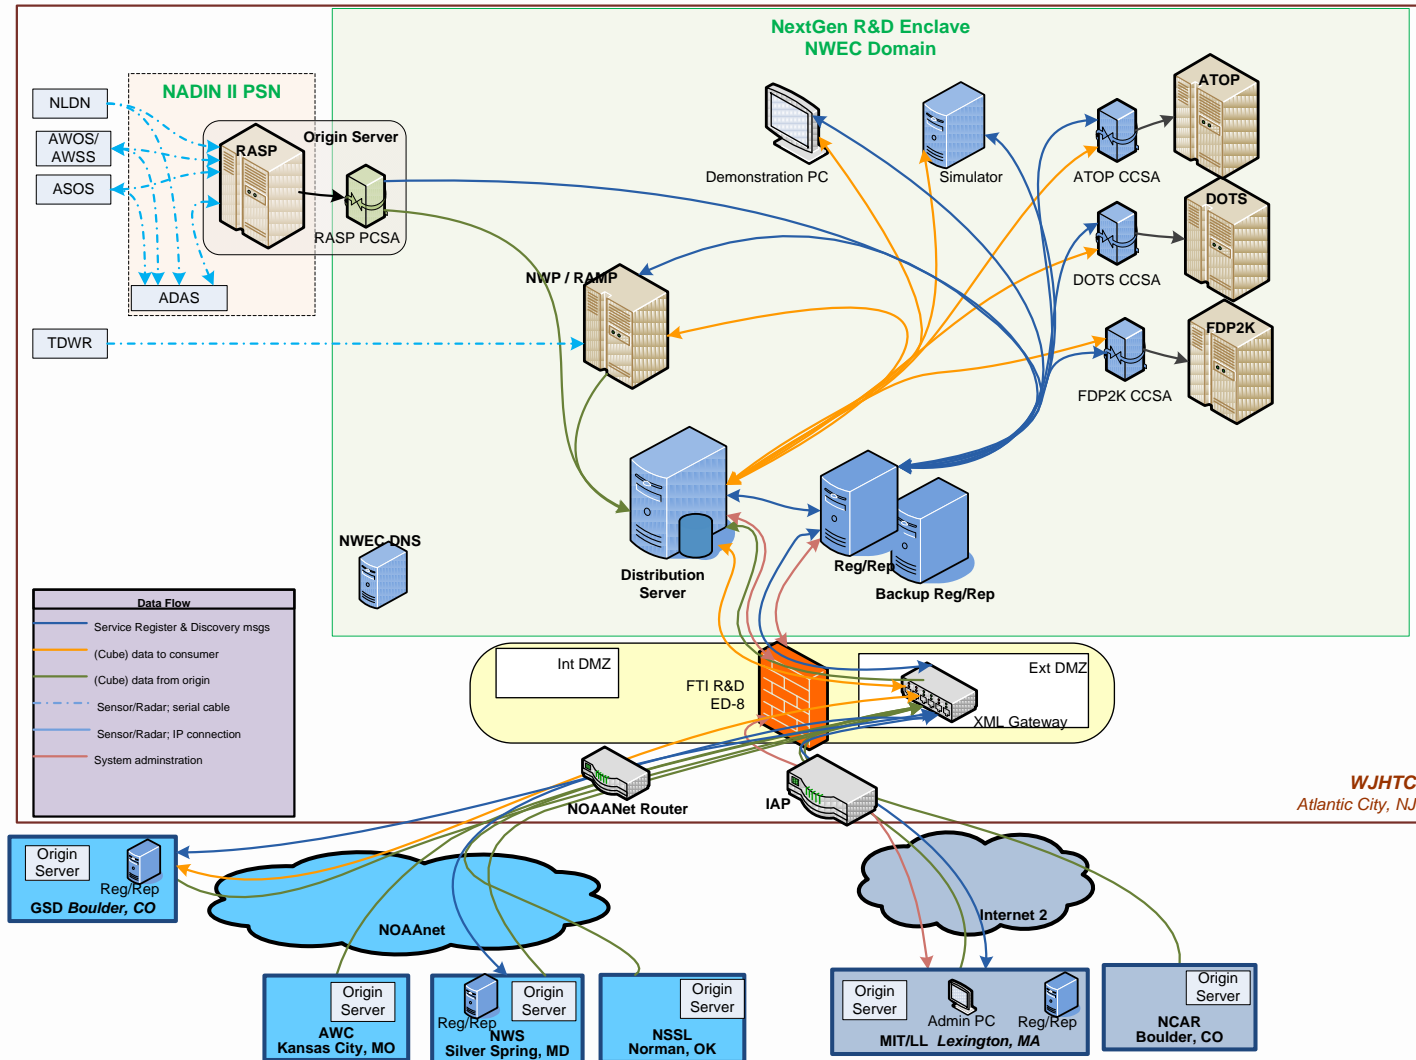 NextGen R&D Enclave
NWEC Domain
NADIN II PSN
NLDN
AWOS/
AWSS
ASOS
ADAS
TDWR
Origin Server
RASP
RASP PCSA
NWP / RAMP
Demonstration PC
Simulator
ATOP
ATOP CCSA
DOTS
DOTS CCSA
FDP2K
FDP2K CCSA
Distribution
Server
Reg/Rep
Backup Reg/Rep
NWEC DNS
Data Flow
Service Register & Discovery msgs
(Cube) data to consumer
(Cube) data from origin
Sensor/Radar; serial cable
Sensor/Radar; IP connection
System adminstration
Int DMZ
FTI R&D
ED-8
Ext DMZ
XML Gateway
NOAANet Router
IAP
WJHTC
Atlantic City, NJ
Origin
Server
Reg/Rep
GSD Boulder, CO
NOAAnet
Internet 2
Origin
Server
AWC
Kansas City, MO
Reg/Rep
Origin
Server
NWS
Silver Spring, MD
Origin
Server
NSSL
Norman, OK
Origin
Server
Admin PC
Reg/Rep
MIT/LL Lexington, MA
Origin
Server
NCAR
Boulder, CO